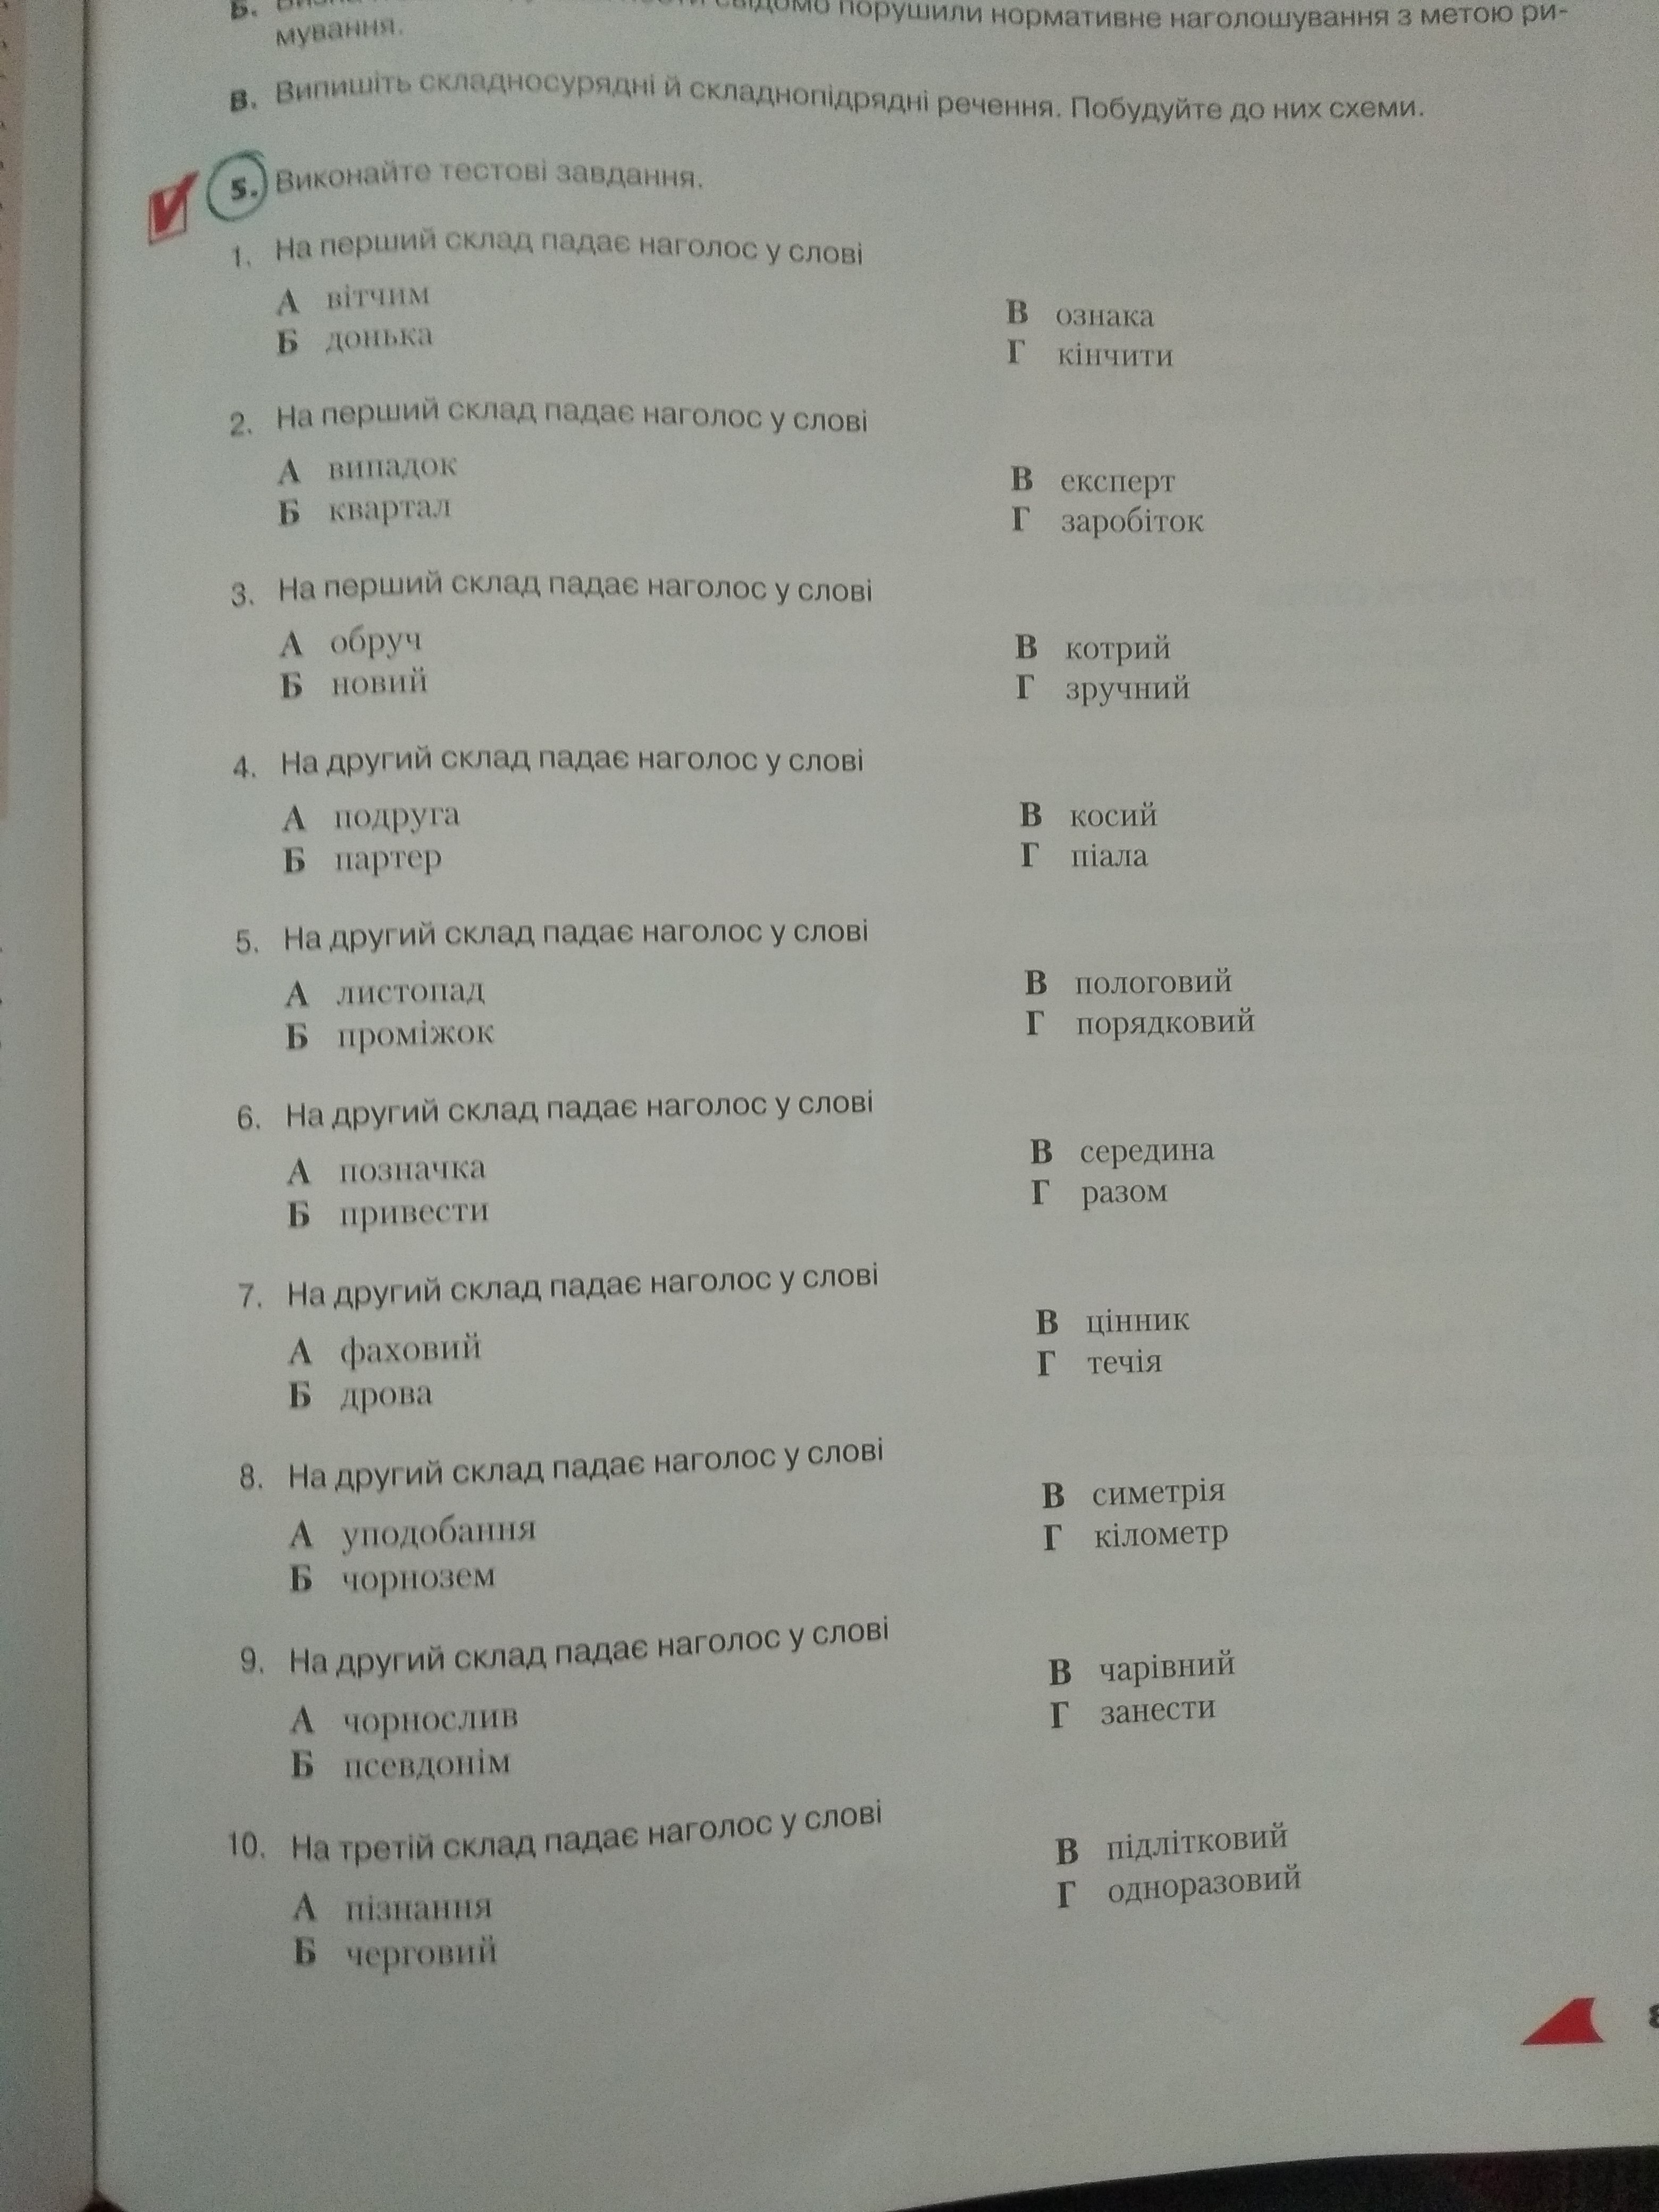 Б.
свідомо порушили нормативне наголошування з метою ри-
мування.
В. Випишіть складносурядні й складнопідрядні речення. Побудуйте до них схеми.
5. Виконайте тестові завдання.
1. На перший склад падає наголос у слові
А вітчим
Б донька
В ознака
Г кінчити
2. На перший склад падає наголос у слові
А випадок
Б квартал
В експерт
Г заробіток
3. На перший склад падає наголос у слові
А обруч
Б новий
В котрий
Г зручний
4. На другий склад падає наголос у слові
А подруга
Б партер
В косий
Г піала
5. На другий склад падає наголос у слові
А листопад
Б проміжок
В пологовий
Г порядковий
6. На другий склад падає наголос у слові
А позначка
Б привести
В середина
Г разом
7. На другий склад падає наголос у слові
А фаховий
Б дрова
В цінник
Г течія
8. На другий склад падає наголос у слові
А уподобання
Б чорнозем
В симетрія
Г кілометр
9. На другий склад падає наголос у слові
А чорнослив
Б псевдонім
В чарівний
Г занести
10. На третій склад падає наголос у слові
А пізнання
Б черговий
В підлітковий
Г одноразовий